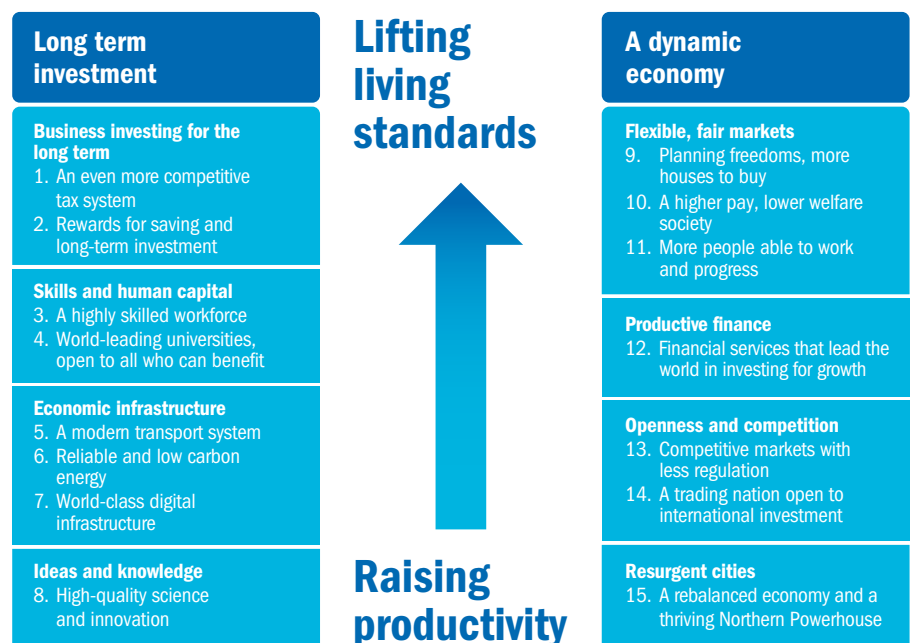 Long term
investment
Business investing for the
long term
1. An even more competitive
tax system
2. Rewards for saving and
long-term investment
Skills and human capital
3. A highly skilled workforce
4. World-leading universities,
open to all who can benefit
Economic infrastructure
5. A modern transport system
6. Reliable and low carbon
energy
7. World-class digital
infrastructure
Ideas and knowledge
8. High-quality science
and innovation
Lifting
living
standards
Raising
productivity
A dynamic
economy
Flexible, fair markets
9. Planning freedoms, more
houses to buy
10. A higher pay, lower welfare
society
11. More people able to work
and progress
Productive finance
12. Financial services that lead the
world in investing for growth
Openness and competition
13. Competitive markets with
less regulation
14. A trading nation open to
international investment
Resurgent cities
15. A rebalanced economy and a
thriving Northern Powerhouse